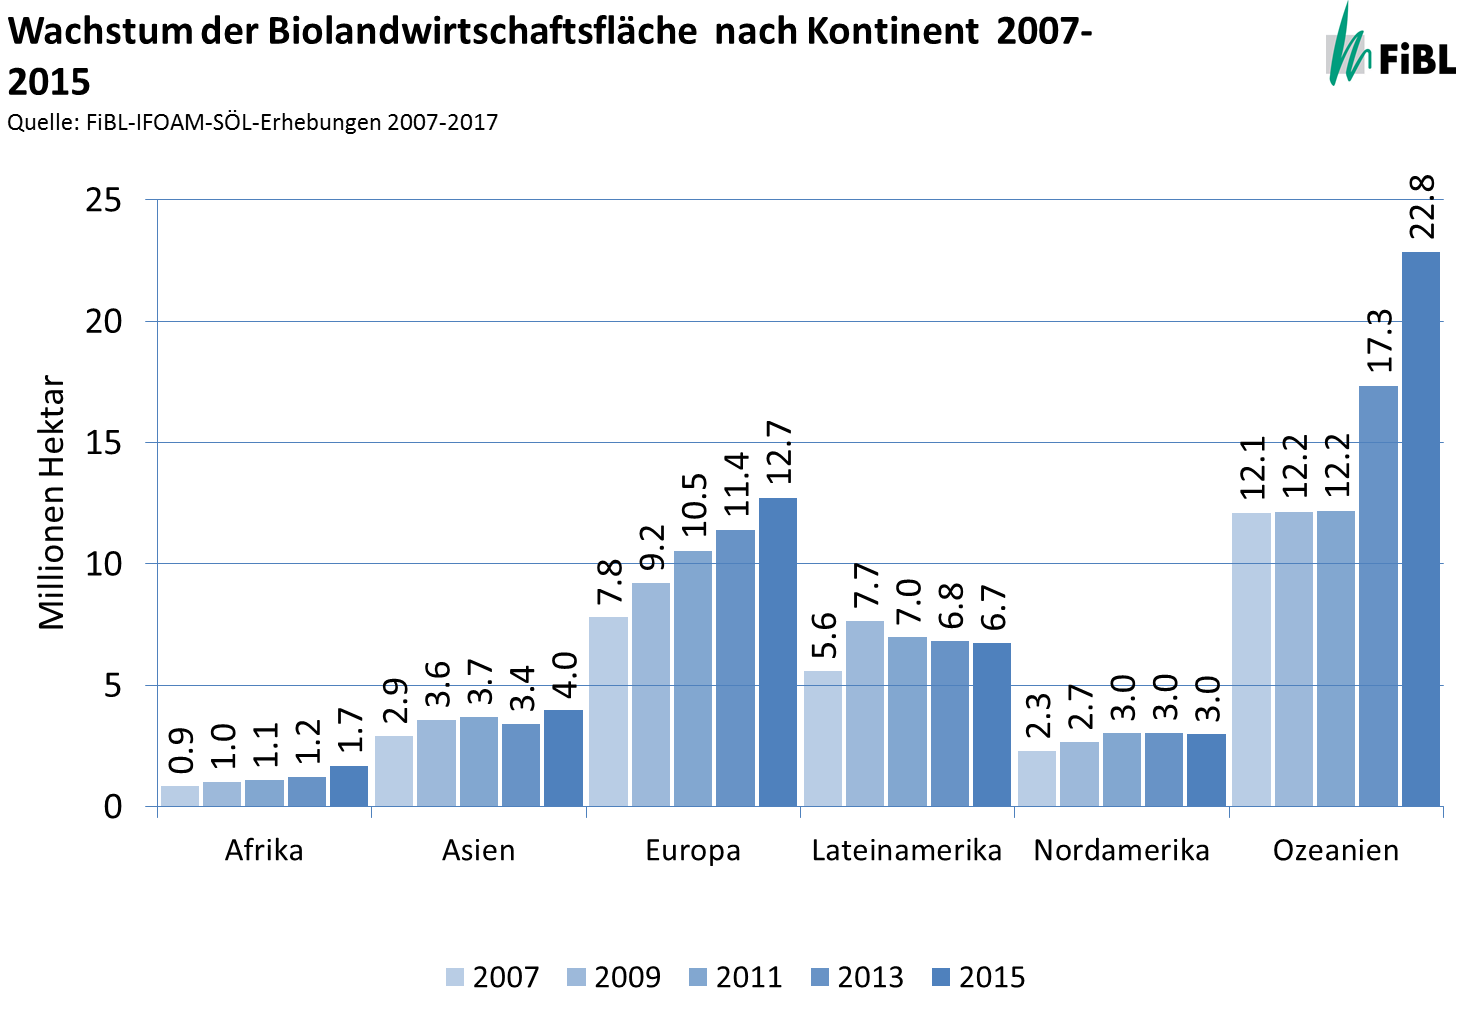 Wachstum der Biolandwirtschaftsfläche nach Kontinent 2007-
2015
FiBL
Quelle: FiBL-IFOAM-SÖL-Erhebungen 2007-2017
Millionen Hektar
25
20
15
10
5
0
0.9 1.0 1.1 1.2 1.7
2.9 3.6 3.7 3.4 4.0
7.8 9.2 10.5 11.4 12.7
5.6 7.7 7.0 6.8 6.7
2.3 2.7 3.0 3.0 3.0
12.1 12.2 12.2 17.3 22.8
Afrika Asien Europa Lateinamerika Nordamerika Ozeanien
2007 2009 2011 2013 2015